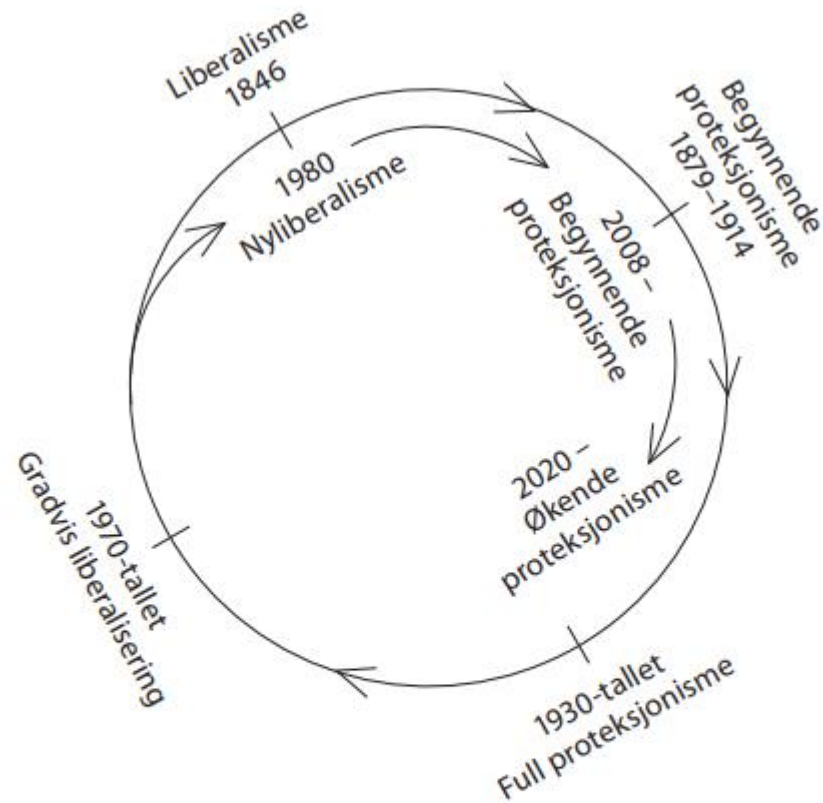 Liberalisme
1846
Begynnende
proteksjonisme
1879–1914
1980
Nyliberalisme
2008 –
Begynnende
proteksjonisme
2020 –
Økende
proteksjonisme
1970-tallet
Gradvis liberalisering
1930-tallet
Full proteksjonisme